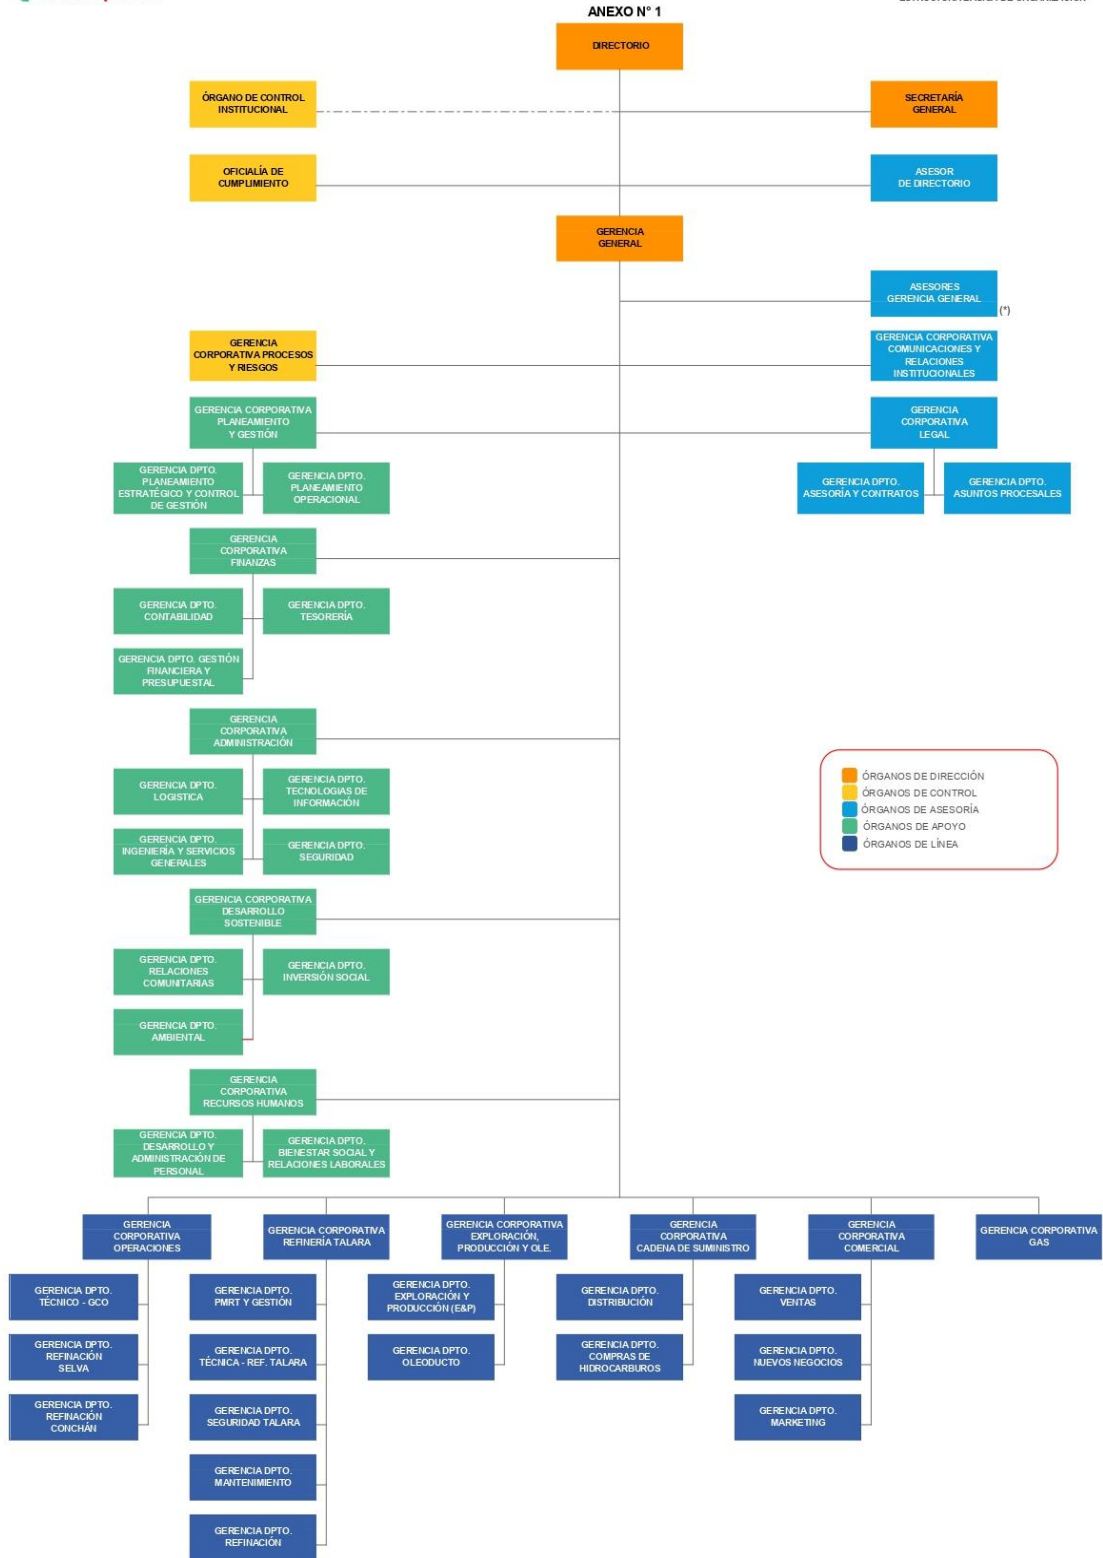 ANEXO N° 1
DIRECTORIO
ÓRGANO DE CONTROL
INSTITUCIONAL
SECRETARÍA
GENERAL
OFICIALÍA DE
CUMPLIMIENTO
ASESOR
DE DIRECTORIO
GERENCIA
GENERAL
ASESORES
GERENCIA GENERAL
(*)
GERENCIA
CORPORATIVA PROCESOS
Y RIESGOS
GERENCIA CORPORATIVA
COMUNICACIONES Y
RELACIONES
INSTITUCIONALES
GERENCIA CORPORATIVA
PLANEAMIENTO
Y GESTIÓN
GERENCIA
CORPORATIVA
LEGAL
GERENCIA DPTO.
PLANEAMIENTO
ESTRATÉGICO Y CONTROL
DE GESTIÓN
GERENCIA DPTO.
PLANEAMIENTO
OPERACIONAL
GERENCIA DPTO.
ASESORÍA Y CONTRATOS
GERENCIA DPTO.
ASUNTOS PROCESALES
GERENCIA
CORPORATIVA
FINANZAS
GERENCIA DPTO.
CONTABILIDAD
GERENCIA DPTO.
TESORERÍA
GERENCIA DPTO. GESTIÓN
FINANCIERA Y
PRESUPUESTAL
GERENCIA
CORPORATIVA
ADMINISTRACIÓN
GERENCIA DPTO.
LOGISTICA
GERENCIA DPTO.
TECNOLOGIAS DE
INFORMACIÓN
GERENCIA DPTO.
INGENIERÍA Y SERVICIOS
GENERALES
GERENCIA DPTO.
SEGURIDAD
ÓRGANOS DE DIRECCIÓN
ÓRGANOS DE CONTROL
ÓRGANOS DE ASESORÍA
ÓRGANOS DE APOYO
ÓRGANOS DE LÍNEA
GERENCIA CORPORATIVA
DESARROLLO
SOSTENIBLE
GERENCIA DPTO.
RELACIONES
COMUNITARIAS
GERENCIA DPTO.
INVERSIÓN SOCIAL
GERENCIA DPTO.
AMBIENTAL
GERENCIA
CORPORATIVA
RECURSOS HUMANOS
GERENCIA DPTO.
DESARROLLO Y
ADMINISTRACIÓN DE
PERSONAL
GERENCIA DPTO.
BIENESTAR SOCIAL Y
RELACIONES LABORALES
GERENCIA
CORPORATIVA
OPERACIONES
GERENCIA CORPORATIVA
REFINERÍA TALARA
GERENCIA CORPORATIVA
EXPLORACIÓN,
PRODUCCIÓN Y OLE.
GERENCIA
CORPORATIVA
CADENA DE SUMINISTRO
GERENCIA
CORPORATIVA
COMERCIAL
GERENCIA CORPORATIVA
GAS
GERENCIA DPTO.
TÉCNICO - GCO
GERENCIA DPTO.
PMRT Y GESTIÓN
GERENCIA DPTO.
EXPLORACIÓN Y
PRODUCCIÓN (E&P)
GERENCIA DPTO.
DISTRIBUCIÓN
GERENCIA DPTO.
VENTAS
GERENCIA DPTO.
REFINACIÓN
SELVA
GERENCIA DPTO.
TÉCNICA - REF. TALARA
GERENCIA DPTO.
OLEODUCTO
GERENCIA DPTO.
COMPRAS DE
HIDROCARBUROS
GERENCIA DPTO.
NUEVOS NEGOCIOS
GERENCIA DPTO.
REFINACIÓN
CONCHÁN
GERENCIA DPTO.
SEGURIDAD TALARA
GERENCIA DPTO.
MARKETING
GERENCIA DPTO.
MANTENIMIENTO
GERENCIA DPTO.
REFINACIÓN